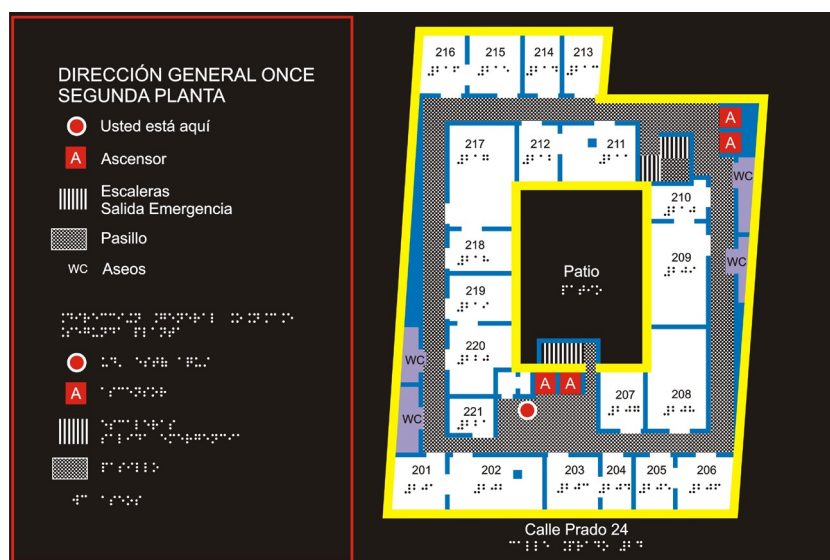 DIRECCIÓN GENERAL ONCE
SEGUNDA PLANTA
Usted está aquí
A Ascensor
Escaleras
Salida Emergencia
Pasillo
WC Aseos
A
216 215 214 213
A
A
217 212 211
WC
210
218 209
WC
Patio
219
220
WC
A A
207 208
221
WC
201 202 203 204 205 206
Calle Prado 24